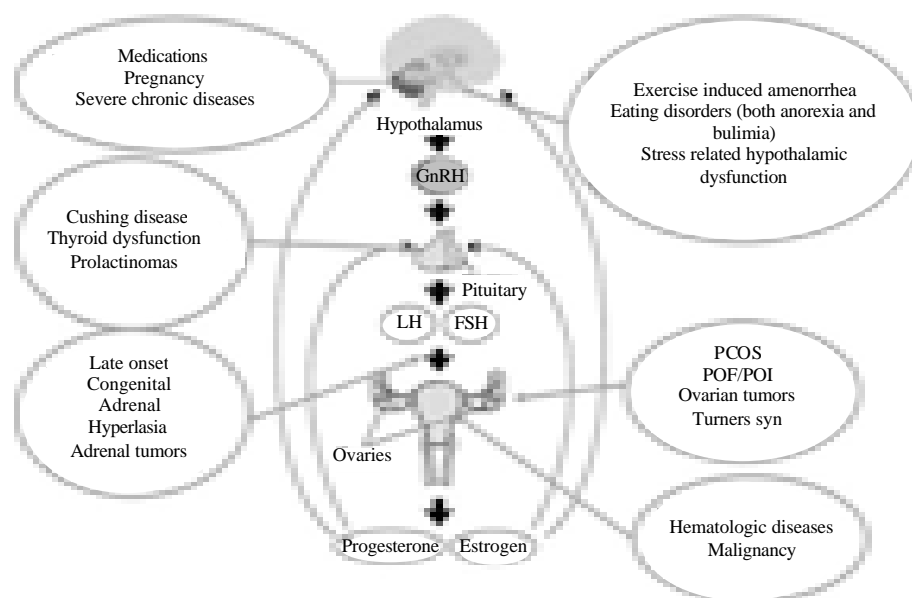 Medications
Pregnancy
Severe chronic diseases
Hypothalamus
GnRH
Exercise induced amenorrhea
Eating disorders (both anorexia and
bulimia)
Stress related hypothalamic
dysfunction
Cushing disease
Thyroid dysfunction
Prolactinomas
Pituitary
LH
FSH
Late onset
Congenital
Adrenal
Hyperlasia
Adrenal tumors
Ovaries
PCOS
POF/POI
Ovarian tumors
Turners syn
Progesterone
Estrogen
Hematologic diseases
Malignancy